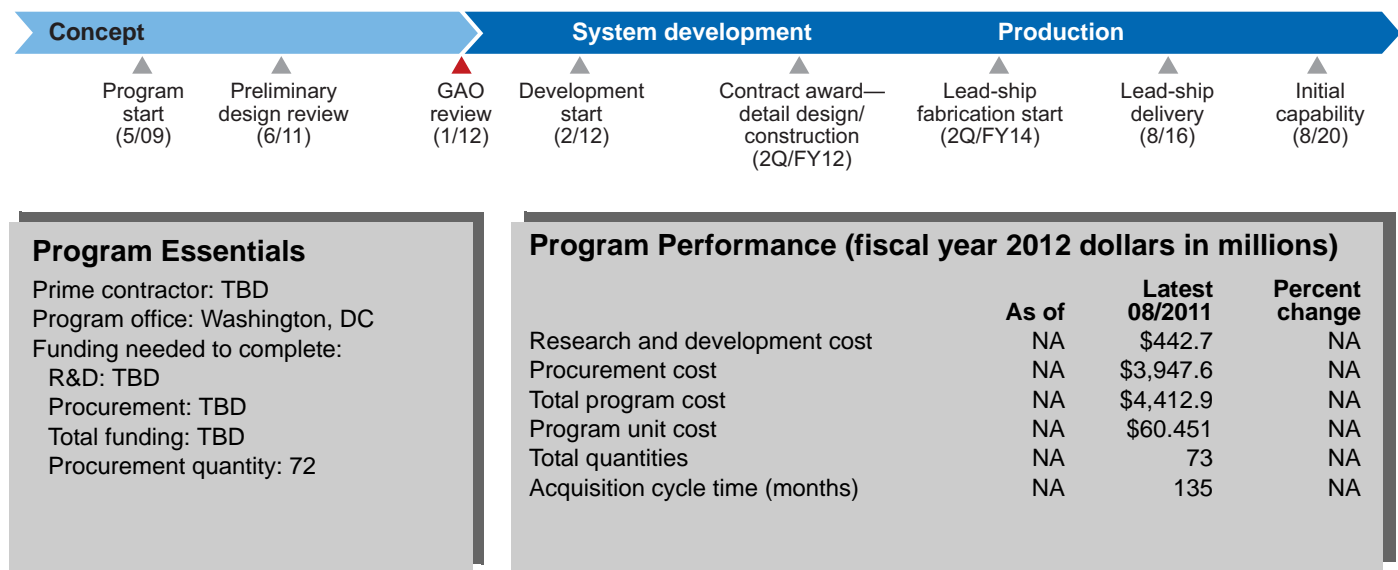 Concept
System development
Production
Program
start
(5/09)
Preliminary
design review
(6/11)
GAO
review
(1/12)
Development
start
(2/12)
Contract award—
detail design/
construction
(2Q/FY12)
Lead-ship
fabrication start
(2Q/FY14)
Lead-ship
delivery
(8/16)
Initial
capability
(8/20)
Program Essentials
Prime contractor: TBD
Program office: Washington, DC
Funding needed to complete:
R&D: TBD
Procurement: TBD
Total funding: TBD
Procurement quantity: 72
Program Performance (fiscal year 2012 dollars in millions)
As of Latest 08/2011 Percent change
Research and development cost NA $442.7 NA
Procurement cost NA $3,947.6 NA
Total program cost NA $4,412.9 NA
Program unit cost NA $60.451 NA
Total quantities NA 73 NA
Acquisition cycle time (months) NA 135 NA